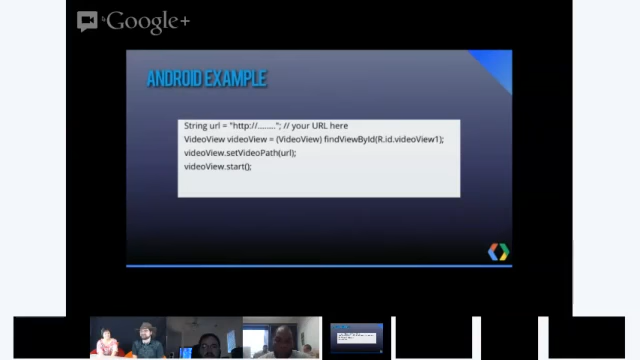 Google+
ANDROID EXAMPLE
String url = "http://........"; // your URL here
VideoView videoView = (VideoView) findViewById(R.id.videoView1);
videoView.setVideoPath(url);
videoView.start();